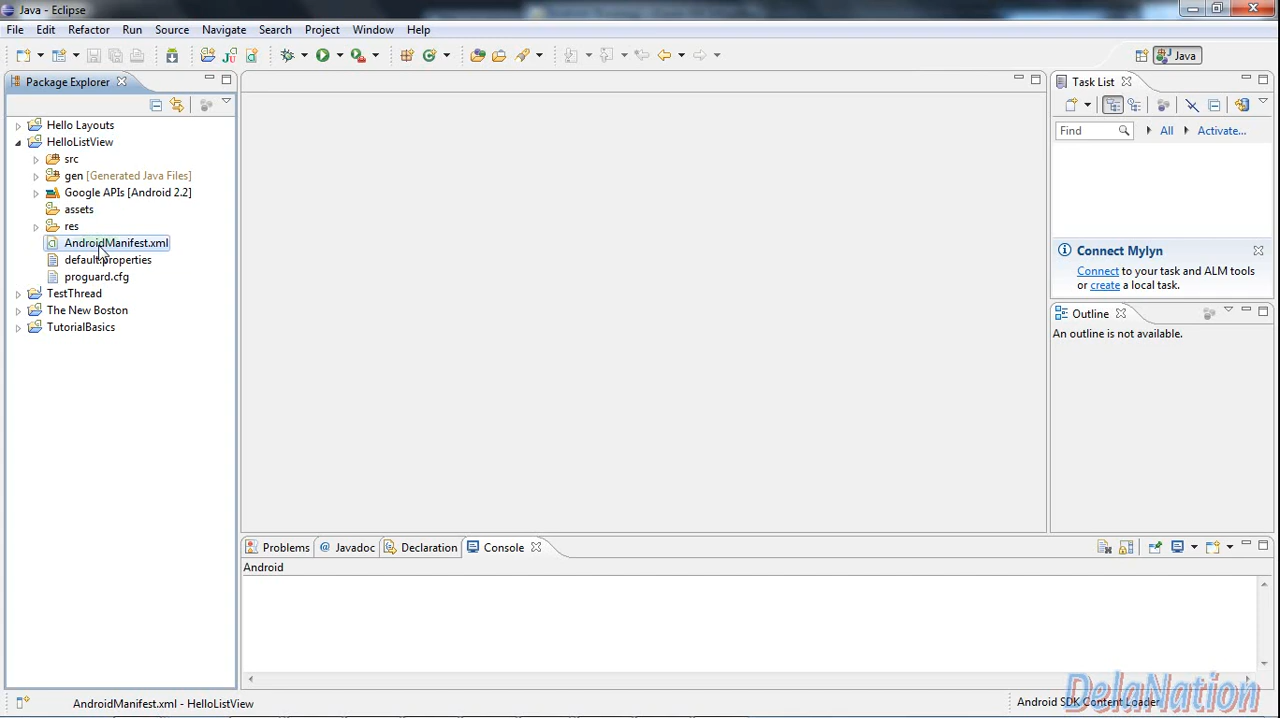 Java - Eclipse
File Edit Refactor Run Source Navigate Search Project Window Help
Java
Package Explorer
Hello Layouts
HelloListView
src
gen [Generated Java Files]
Google APIs [Android 2.2]
assets
res
AndroidManifest.xml
default.properties
proguard.cfg
TestThread
The New Boston
TutorialBasics
Task List
Find All Activate...
Connect Mylyn
Connect to your task and ALM tools
or create a local task.
Outline
An outline is not available.
Problems @ Javadoc Declaration Console
Android
AndroidManifest.xml - HelloListView
Android SDK Content Loader
DelaNation